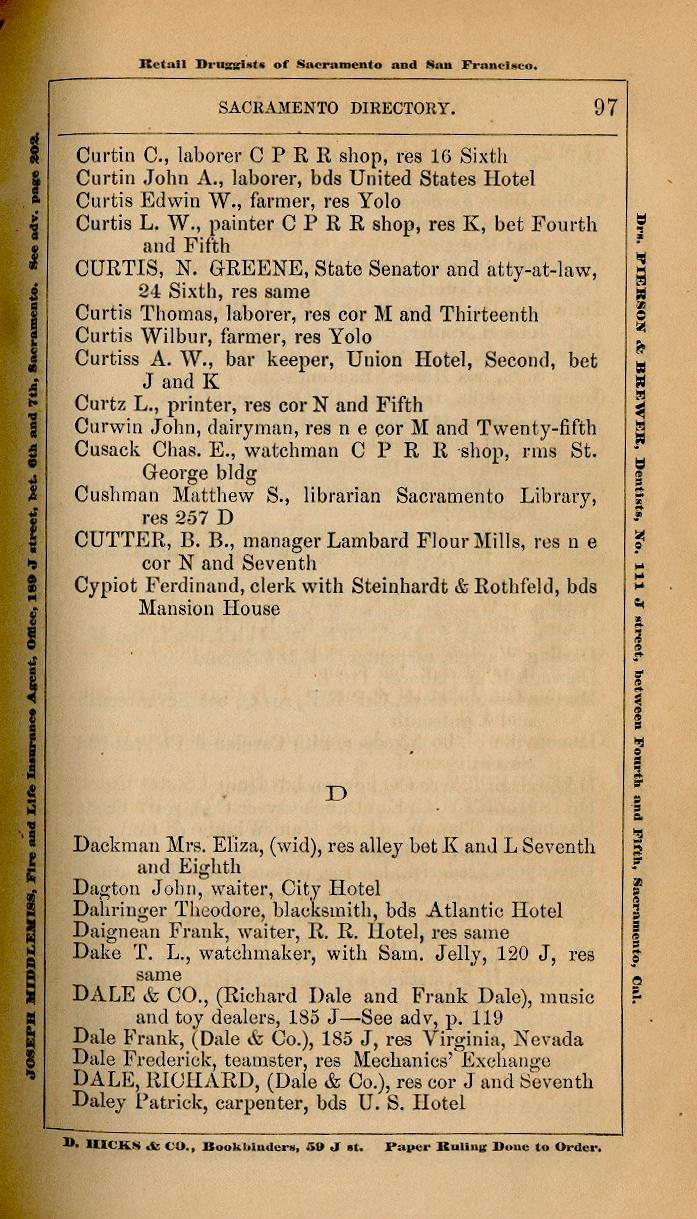 Retail Druggists of Sacramento and San Francisco.
SACRAMENTO DIRECTORY. 97
Curtin C., laborer C P R R shop, res 16 Sixth
Curtin John A., laborer, bds United States Hotel
Curtis Edwin W., farmer, res Yolo
Curtis L. W., painter C P R R shop, res K, bet Fourth
and Fifth
CURTIS, N. GREENE, State Senator and atty-at-law,
24 Sixth, res same
Curtis Thomas, laborer, res cor M and Thirteenth
Curtis Wilbur, farmer, res Yolo
Curtiss A. W., bar keeper, Union Hotel, Second, bet
J and K
Curtz L., printer, res cor N and Fifth
Curwin John, dairyman, res n e cor M and Twenty-fifth
Cusack Chas. E., watchman C P R R shop, rms St.
George bldg
Cushman Matthew S., librarian Sacramento Library,
res 257 D
CUTTER, B. B., manager Lambard Flour Mills, res n e
cor N and Seventh
Cypiot Ferdinand, clerk with Steinhardt & Rothfeld, bds
Mansion House
D
Dackman Mrs. Eliza, (wid), res alley bet K and L Seventh
and Eighth
Dagton John, waiter, City Hotel
Dahringer Theodore, blacksmith, bds Atlantic Hotel
Daignean Frank, waiter, R. R. Hotel, res same
Dake T. L., watchmaker, with Sam. Jelly, 120 J, res
same
DALE & CO., (Richard Dale and Frank Dale), music
and toy dealers, 185 J—See adv, p. 119
Dale Frank, (Dale & Co.), 185 J, res Virginia, Nevada
Dale Frederick, teamster, res Mechanics' Exchange
DALE, RICHARD, (Dale & Co.), res cor J and Seventh
Daley Patrick, carpenter, bds U. S. Hotel
D. HICKS & CO., Bookbinders, 59 J st. Paper Ruling Done to Order.
JOSEPH MIDDLEMISS, Fire and Life Insurance Agent, Office, 189 J street, bet. 6th and 7th, Sacramento. See adv. page 202.
Drs. PIERSON & BREWER, Dentists, No. 111 J street, between Fourth and Fifth, Sacramento, Cal.